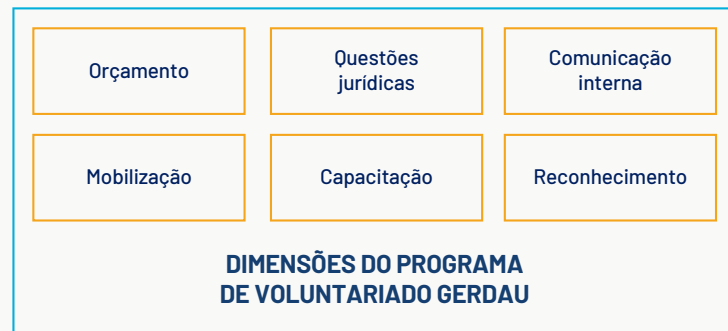 Orçamento
Questões
jurídicas
Comunicação
interna
Mobilização
Capacitação
Reconhecimento
DIMENSÕES DO PROGRAMA
DE VOLUNTARIADO GERDAU